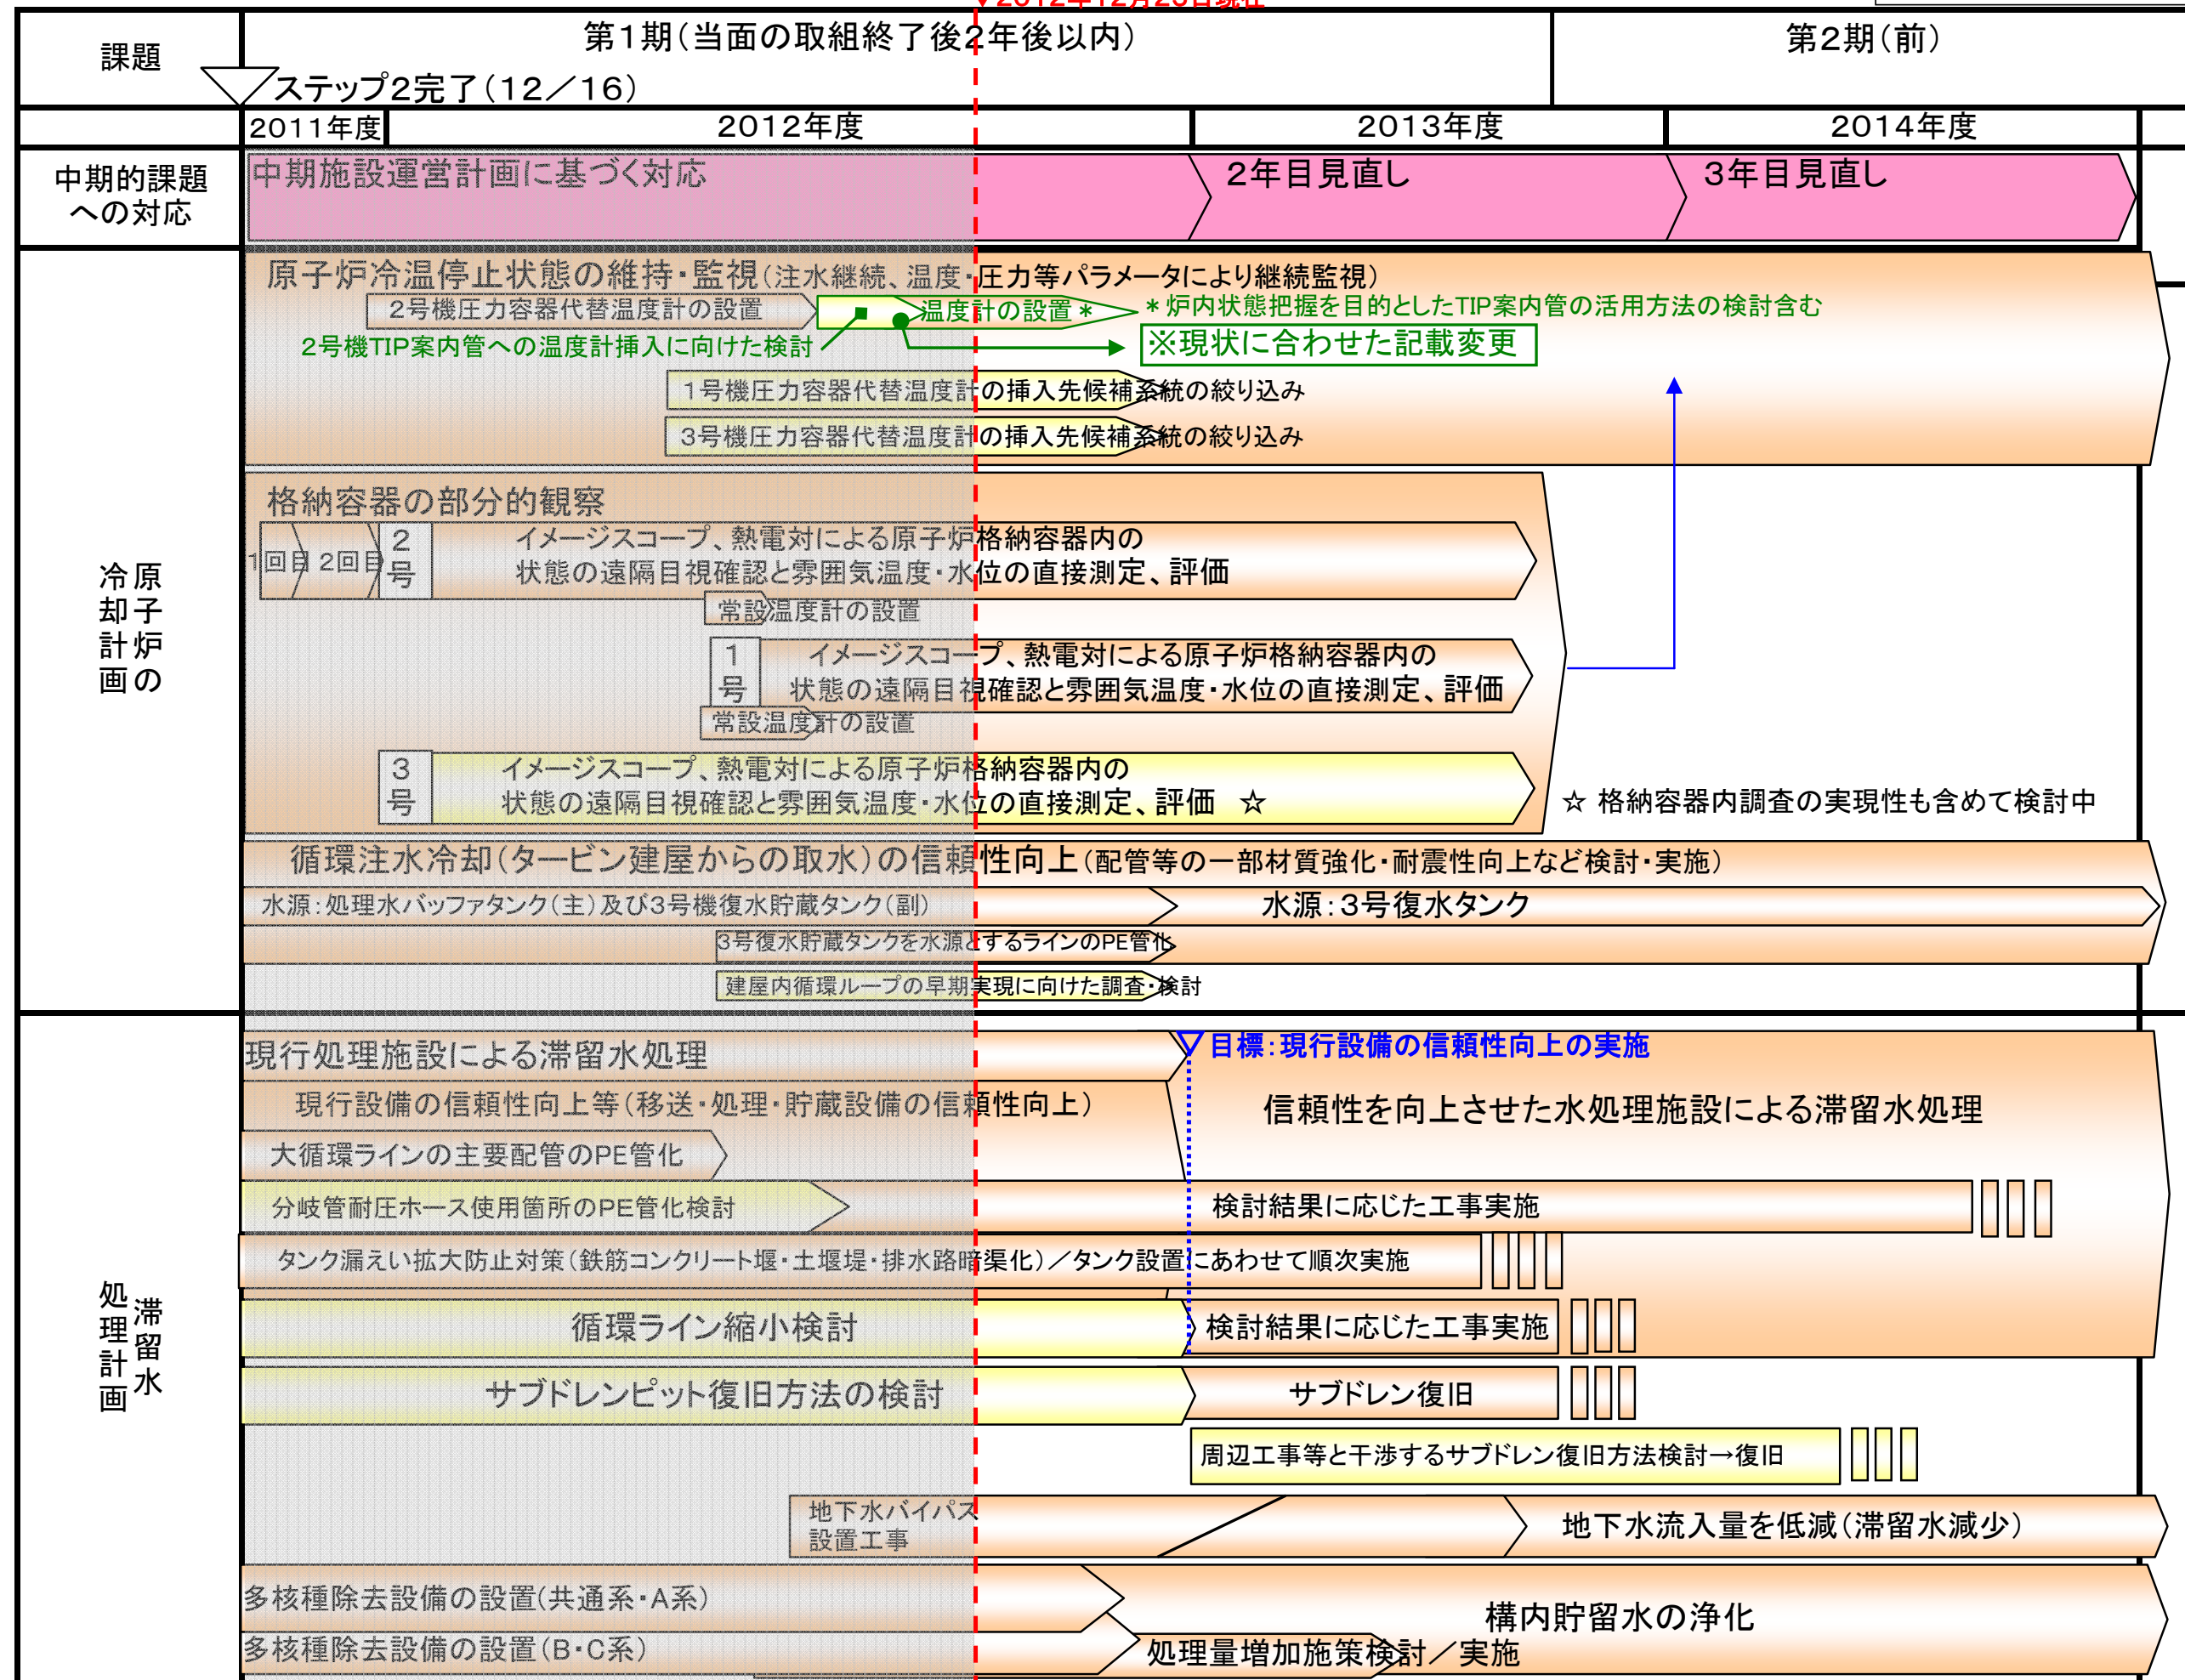 課題
第1期(当面の取組終了後2年後以内)
第2期(前)
ステップ2完了(12/16)
2011年度
2012年度
2013年度
2014年度
中期的課題
への対応
中期施設運営計画に基づく対応
2年目見直し
3年目見直し
原子炉の
冷却計画
原子炉冷温停止状態の維持・監視(注水継続、温度・圧力等パラメータにより継続監視)
2号機圧力容器代替温度計の設置
温度計の設置*
*炉内状態把握を目的としたTIP案内管の活用方法の検討含む
2号機TIP案内管への温度計挿入に向けた検討
※現状に合わせた記載変更
1号機圧力容器代替温度計の挿入先候補系統の絞り込み
3号機圧力容器代替温度計の挿入先候補系統の絞り込み
格納容器の部分的観察
1回目
2回目
2号
イメージスコープ、熱電対による原子炉格納容器内の
状態の遠隔目視確認と雰囲気温度・水位の直接測定、評価
常設温度計の設置
1号
イメージスコープ、熱電対による原子炉格納容器内の
状態の遠隔目視確認と雰囲気温度・水位の直接測定、評価
常設温度計の設置
3号
イメージスコープ、熱電対による原子炉格納容器内の
状態の遠隔目視確認と雰囲気温度・水位の直接測定、評価 ☆
☆ 格納容器内調査の実現性も含めて検討中
循環注水冷却(タービン建屋からの取水)の信頼性向上(配管等の一部材質強化・耐震性向上など検討・実施)
水源:処理水バッファタンク(主)及び3号機復水貯蔵タンク(副)
水源:3号復水タンク
3号復水貯蔵タンクを水源とするラインのPE管化
建屋内循環ループの早期実現に向けた調査・検討
滞留水
処理計画
現行処理施設による滞留水処理
目標:現行設備の信頼性向上の実施
現行設備の信頼性向上等(移送・処理・貯蔵設備の信頼性向上)
信頼性を向上させた水処理施設による滞留水処理
大循環ラインの主要配管のPE管化
分岐管耐圧ホース使用箇所のPE管化検討
検討結果に応じた工事実施
タンク漏えい拡大防止対策(鉄筋コンクリート堰・土堰堤・排水路暗渠化)/タンク設置にあわせて順次実施
循環ライン縮小検討
検討結果に応じた工事実施
サブドレンピット復旧方法の検討
サブドレン復旧
周辺工事等と干渉するサブドレン復旧方法検討→復旧
地下水バイパス
設置工事
地下水流入量を低減(滞留水減少)
多核種除去設備の設置(共通系・A系)
構内貯留水の浄化
多核種除去設備の設置(B・C系)
処理量増加施策検討/実施